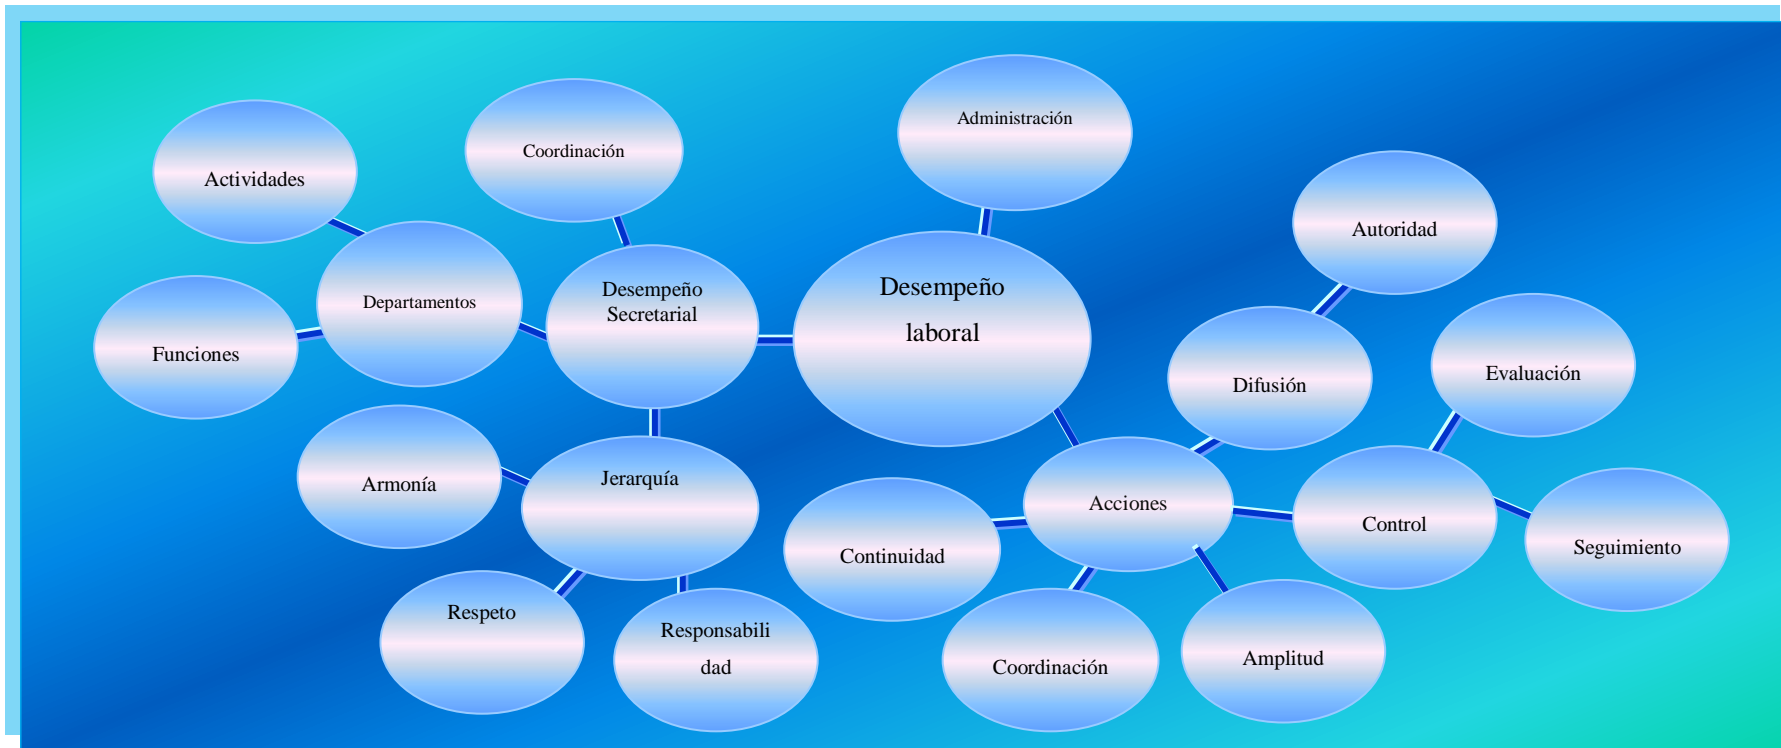 Administración
Coordinación
Actividades
Autoridad
Desempeño
laboral
Desempeño
Secretarial
Departamentos
Funciones
Difusión
Evaluación
Armonía
Jerarquía
Acciones
Control
Continuidad
Seguimiento
Respeto
Responsabili
dad
Coordinación
Amplitud